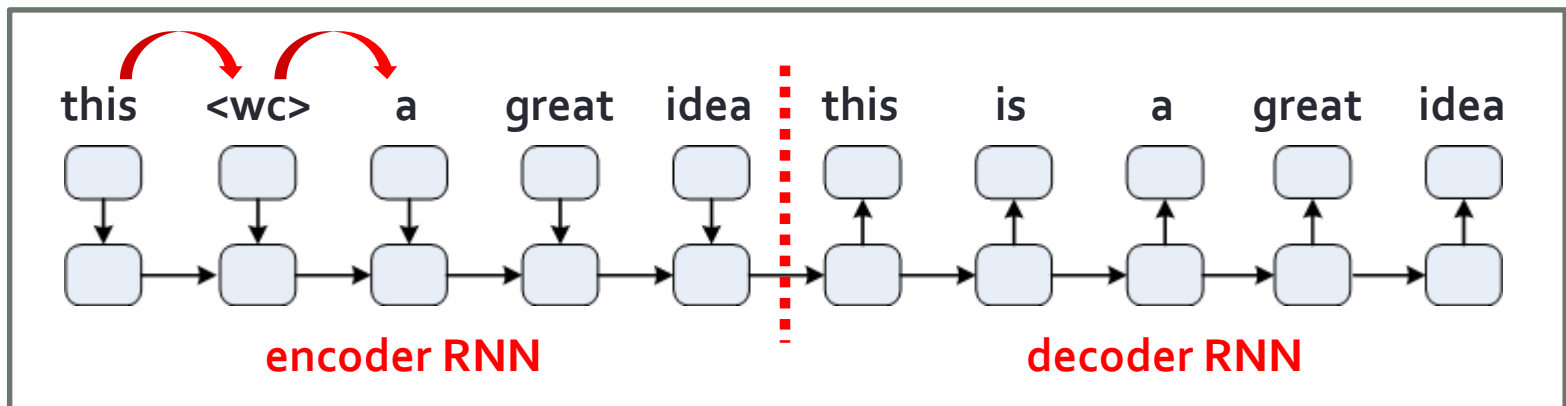 this <wc> a great idea this is a great idea
encoder RNN decoder RNN